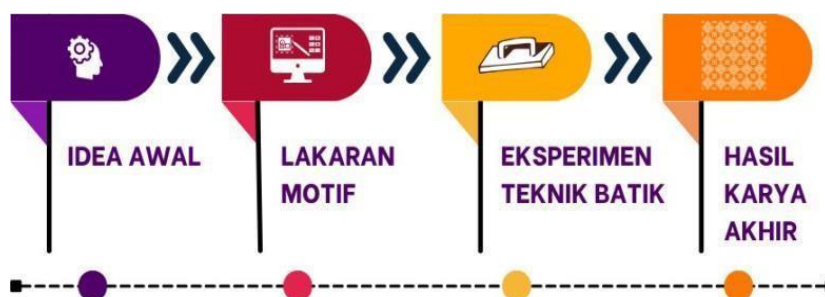 IDEA AWAL
LAKARAN
MOTIF
EKSPERIMEN
TEKNIK BATIK
HASIL
KARYA
AKHIR